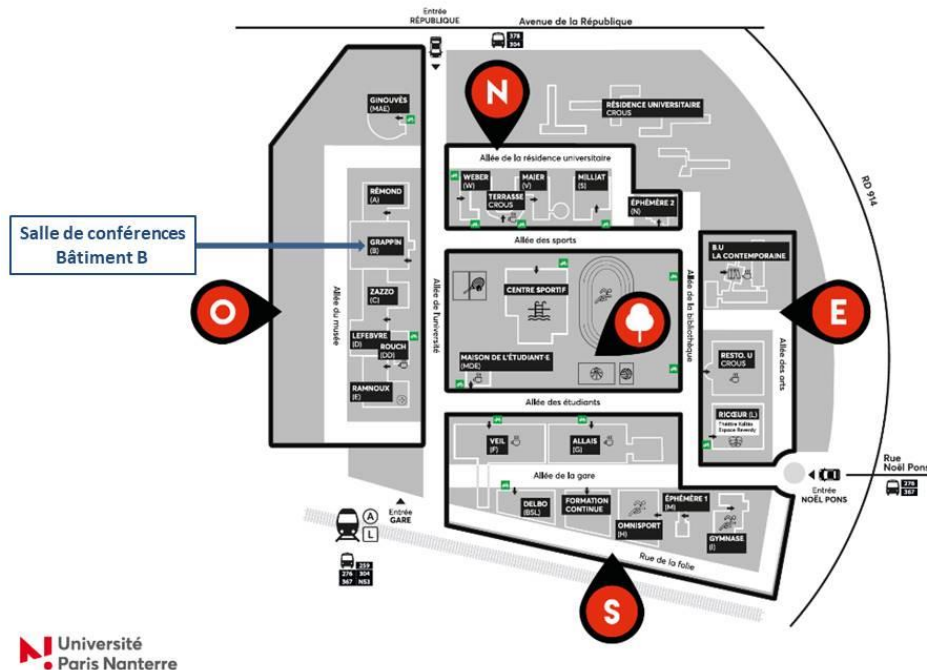 Entrée
RÉPUBLIQUE
Avenue de la République
378
304
N
GINOUVÈS
(MAE)
RÉSIDENCE UNIVERSITAIRE
CROUS
Allée de la résidence universitaire
WEBER
(W)
MAIER
(V)
MILLIAT
(S)
TERRASSE
CROUS
ÉPHÉMÈRE 2
(N)
RÉMOND
(A)
RD 914
Salle de conférences
Bâtiment B
GRAPPIN
(B)
Allée des sports
B.U
LA CONTEMPORAINE
ZAZZO
(C)
CENTRE SPORTIF
Allée du musée
Allée de l'université
Allée de la bibliothèque
O
E
LEFEBVRE
(D)
ROUCH
(DD)
MAISON DE L'ÉTUDIANT·E
(MDE)
RESTO. U
CROUS
Allée des arts
RAMNOUX
(E)
Allée des étudiants
RICŒUR (L)
Théâtre Koltès
Espace Reverdy
VEIL
(F)
ALLAIS
(G)
Rue
Noël Pons
Allée de la gare
276
367
Entrée
NOËL PONS
Entrée
GARE
DELBO
(BSL)
FORMATION
CONTINUE
ÉPHÉMÈRE 1
(M)
OMNISPORT
(H)
GYMNASE
(I)
A
L
Rue de la folie
259
276 304
367 N53
S
Université
Paris Nanterre